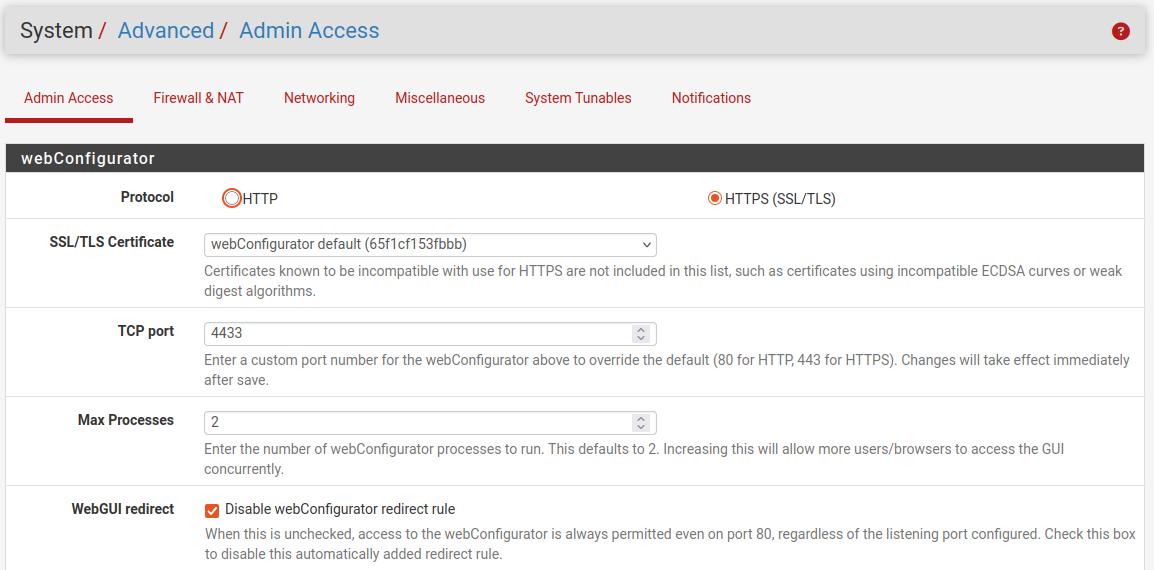 System / Advanced / Admin Access
?
Admin Access Firewall & NAT Networking Miscellaneous System Tunables Notifications
webConfigurator
Protocol HTTP HTTPS (SSL/TLS)
SSL/TLS Certificate webConfigurator default (65f1cf153fbbb)
Certificates known to be incompatible with use for HTTPS are not included in this list, such as certificates using incompatible ECDSA curves or weak
digest algorithms.
TCP port 4433
Enter a custom port number for the webConfigurator above to override the default (80 for HTTP, 443 for HTTPS). Changes will take effect immediately
after save.
Max Processes 2
Enter the number of webConfigurator processes to run. This defaults to 2. Increasing this will allow more users/browsers to access the GUI
concurrently.
WebGUI redirect Disable webConfigurator redirect rule
When this is unchecked, access to the webConfigurator is always permitted even on port 80, regardless of the listening port configured. Check this box
to disable this automatically added redirect rule.